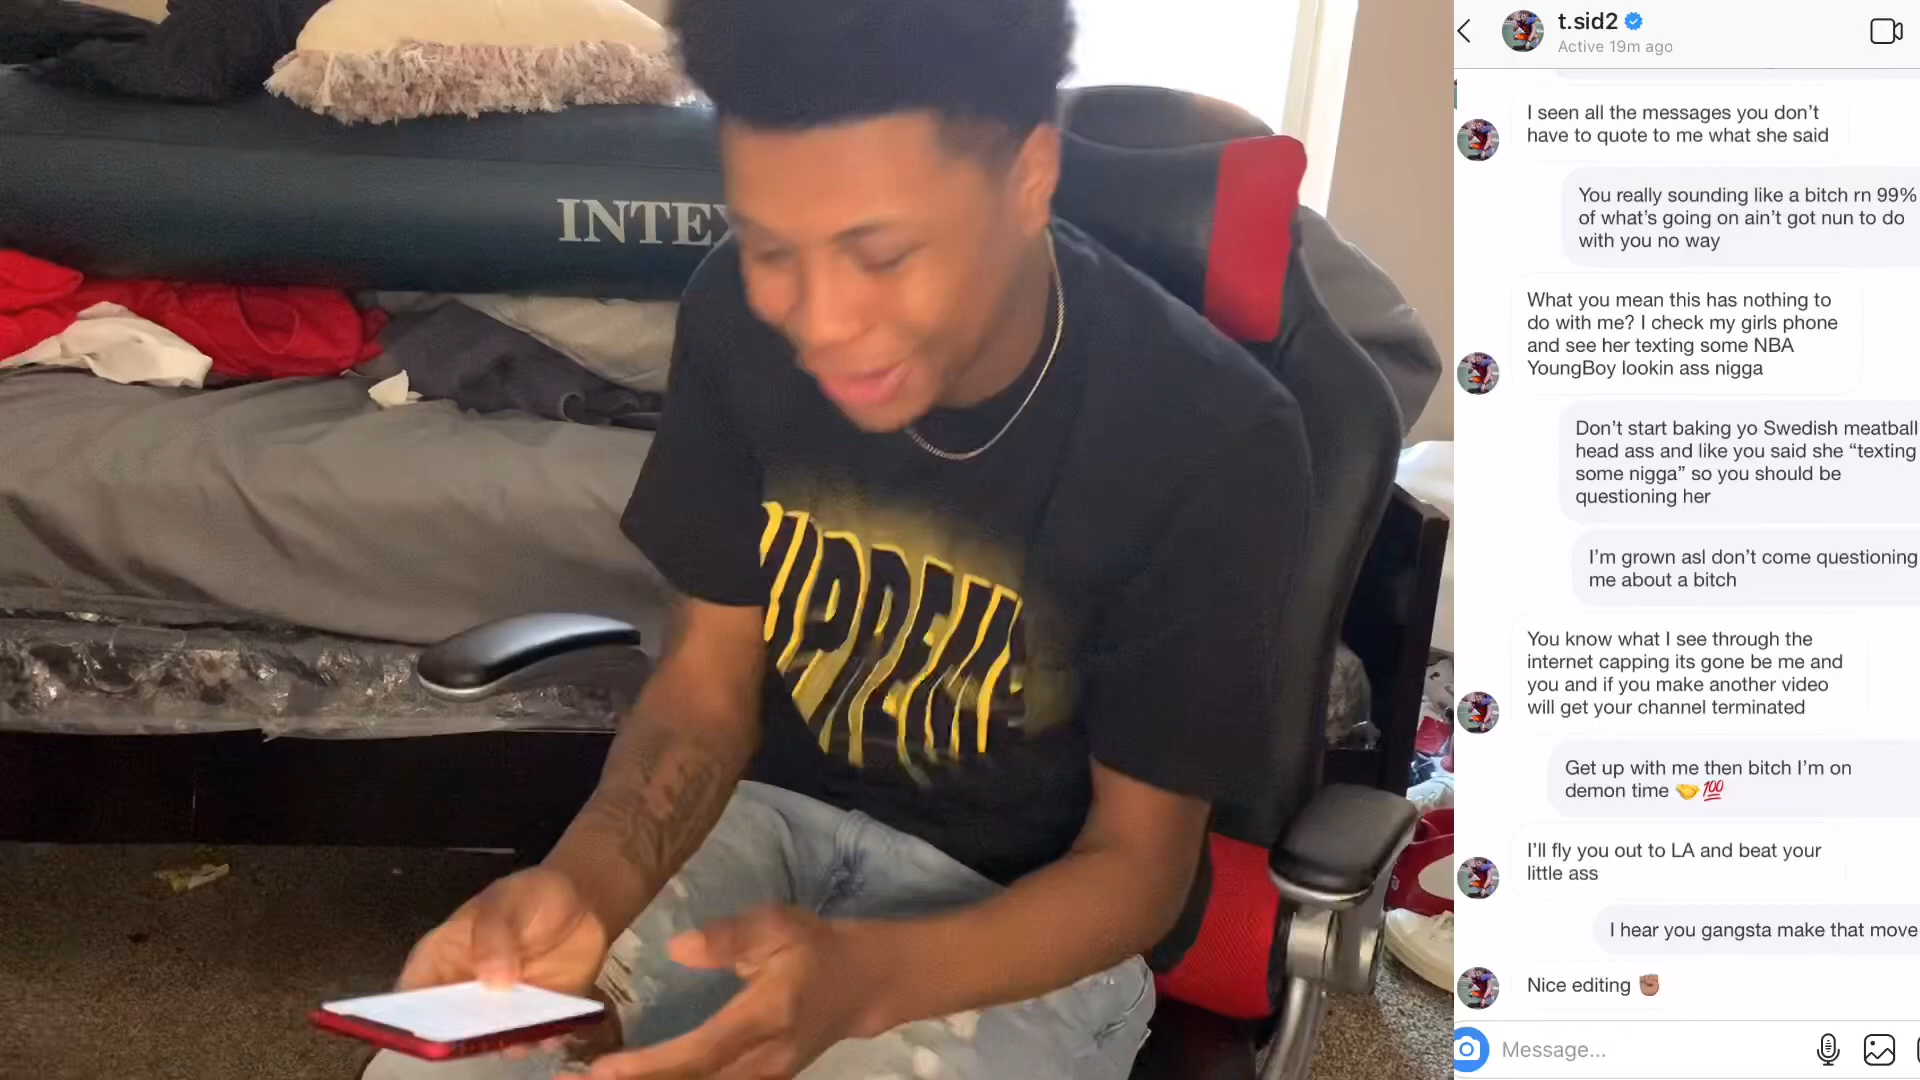 INTEX
SUPREME
t.sid2
Active 19m ago
I seen all the messages you don’t
have to quote to me what she said
You really sounding like a bitch rn 99%
of what’s going on ain’t got nun to do
with you no way
What you mean this has nothing to
do with me? I check my girls phone
and see her texting some NBA
YoungBoy lookin ass nigga
Don’t start baking yo Swedish meatball
head ass and like you said she “texting
some nigga” so you should be
questioning her
I’m grown asl don’t come questioning
me about a bitch
You know what I see through the
internet capping its gone be me and
you and if you make another video
will get your channel terminated
Get up with me then bitch I’m on
demon time 🤝💯
I’ll fly you out to LA and beat your
little ass
I hear you gangsta make that move
Nice editing ✊🏽
Message...